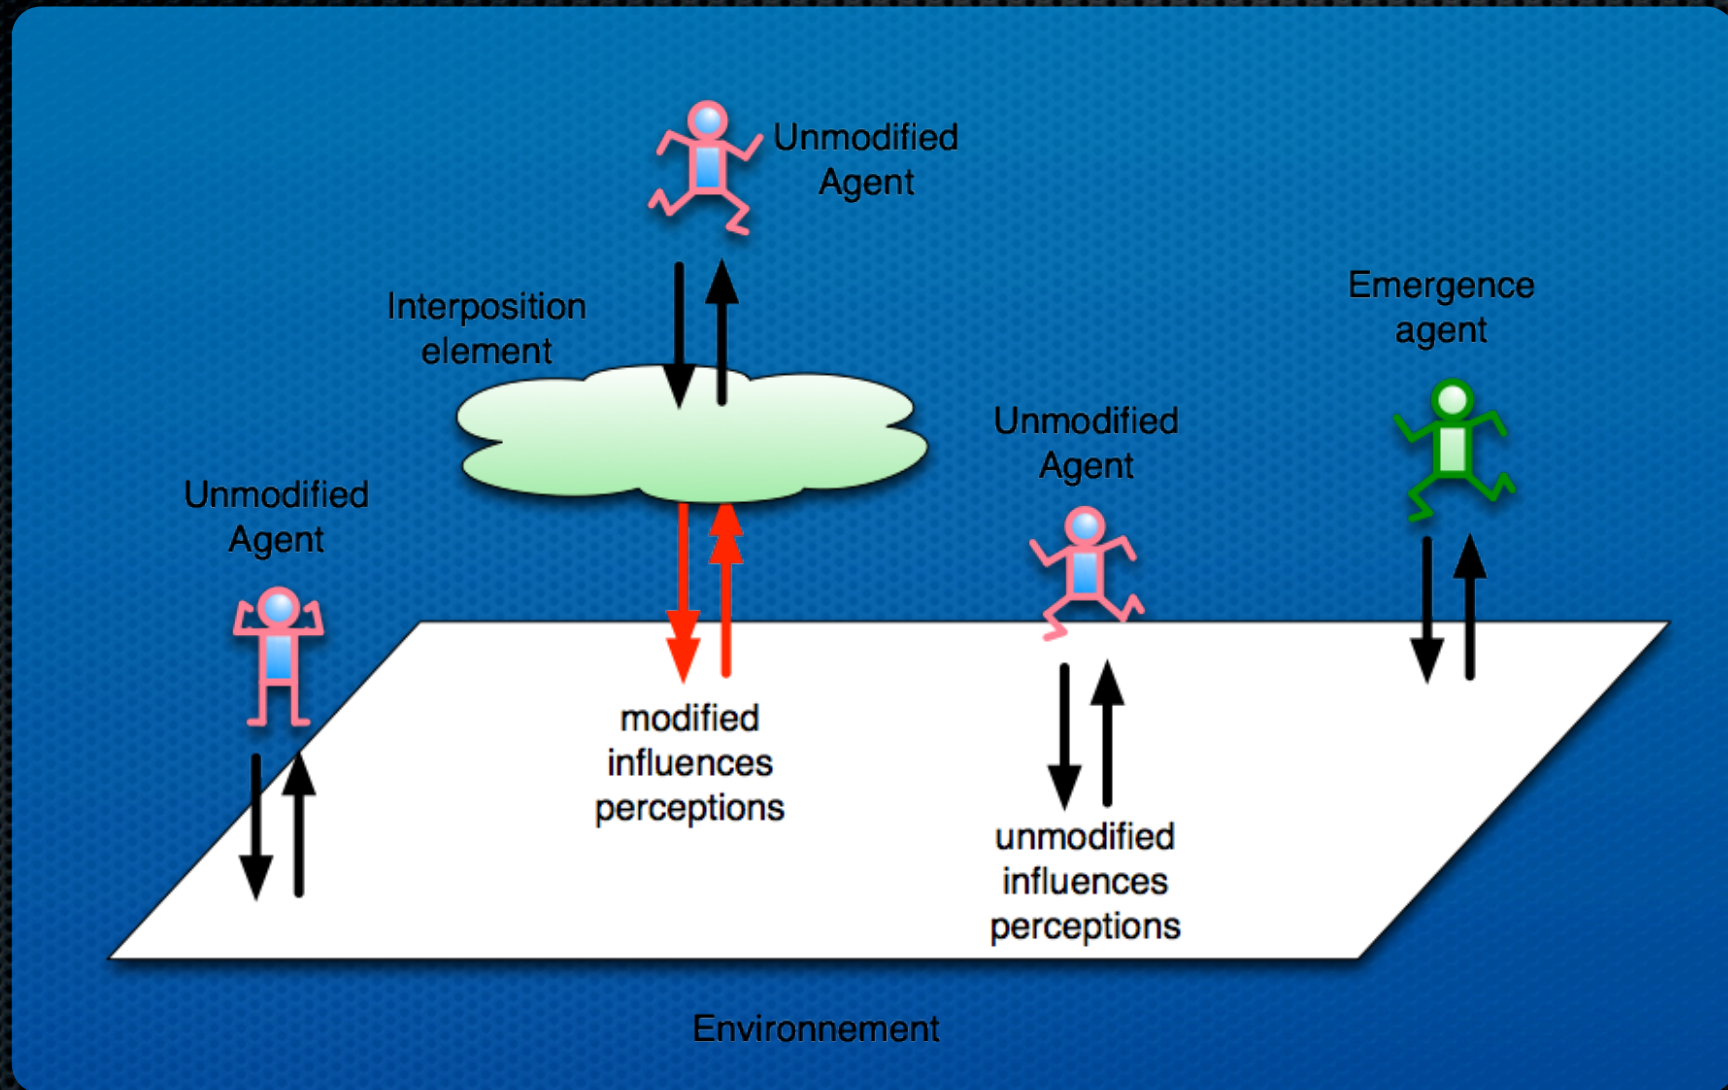 Unmodified
Agent
Interposition
element
Emergence
agent
Unmodified
Agent
Unmodified
Agent
modified
influences
perceptions
unmodified
influences
perceptions
Environnement